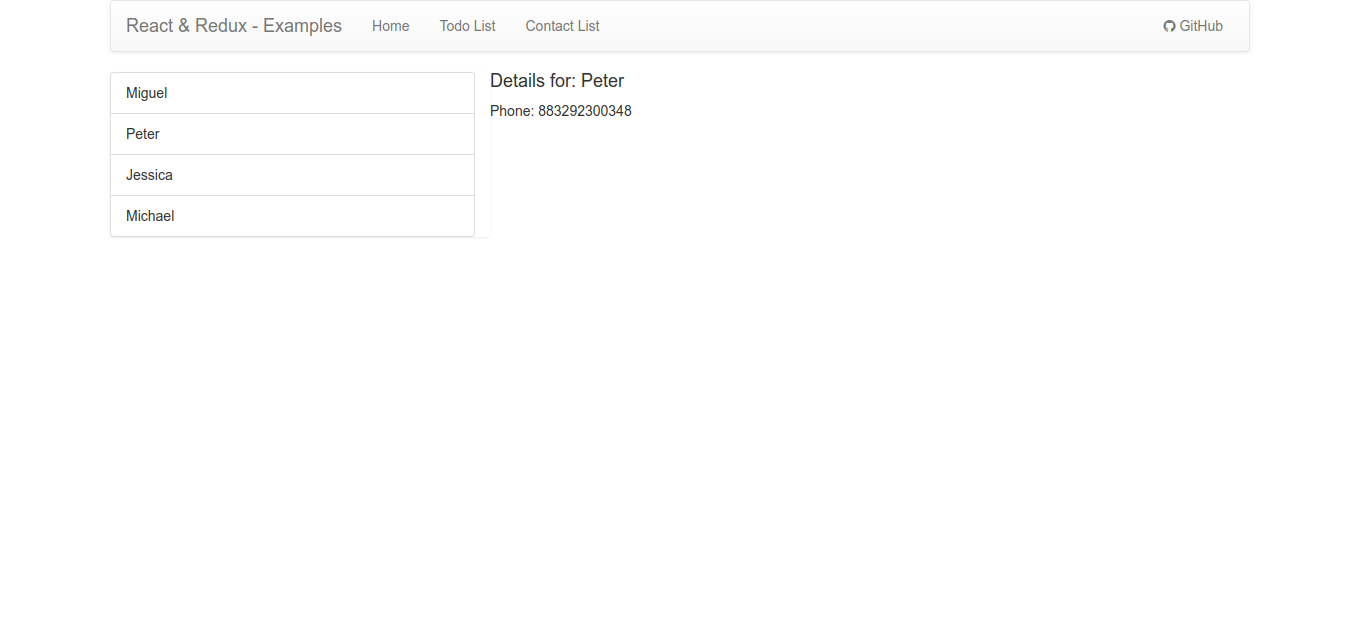 React & Redux - Examples Home Todo List Contact List GitHub
Miguel
Peter
Jessica
Michael
Details for: Peter
Phone: 883292300348